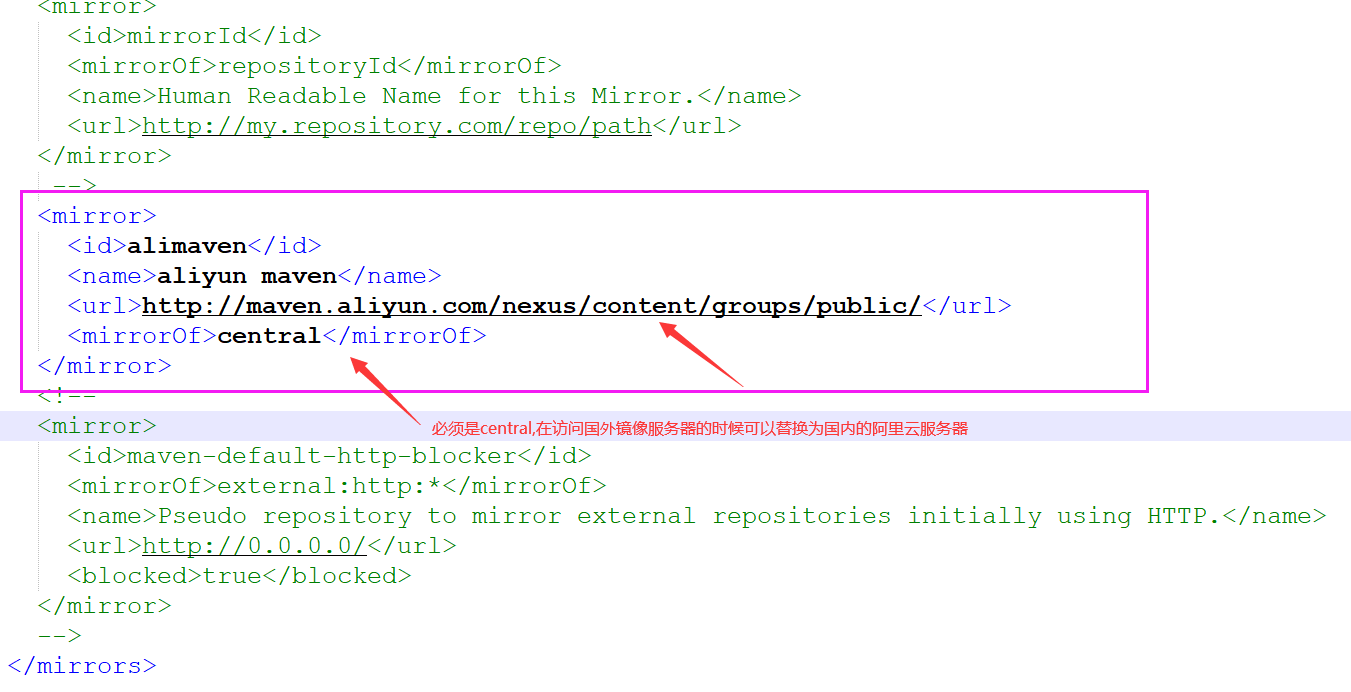 <mirror>
<id>mirrorId</id>
<mirrorOf>repositoryId</mirrorOf>
<name>Human Readable Name for this Mirror.</name>
<url>http://my.repository.com/repo/path</url>
</mirror>
-->
<mirror>
<id>alimaven</id>
<name>aliyun maven</name>
<url>http://maven.aliyun.com/nexus/content/groups/public/</url>
<mirrorOf>central</mirrorOf>
</mirror>
<!--
<mirror>
必须是central,在访问国外镜像服务器的时候可以替换为国内的阿里云服务器
<id>maven-default-http-blocker</id>
<mirrorOf>external:http:*</mirrorOf>
<name>Pseudo repository to mirror external repositories initially using HTTP.</name>
<url>http://0.0.0.0/</url>
<blocked>true</blocked>
</mirror>
-->
</mirrors>